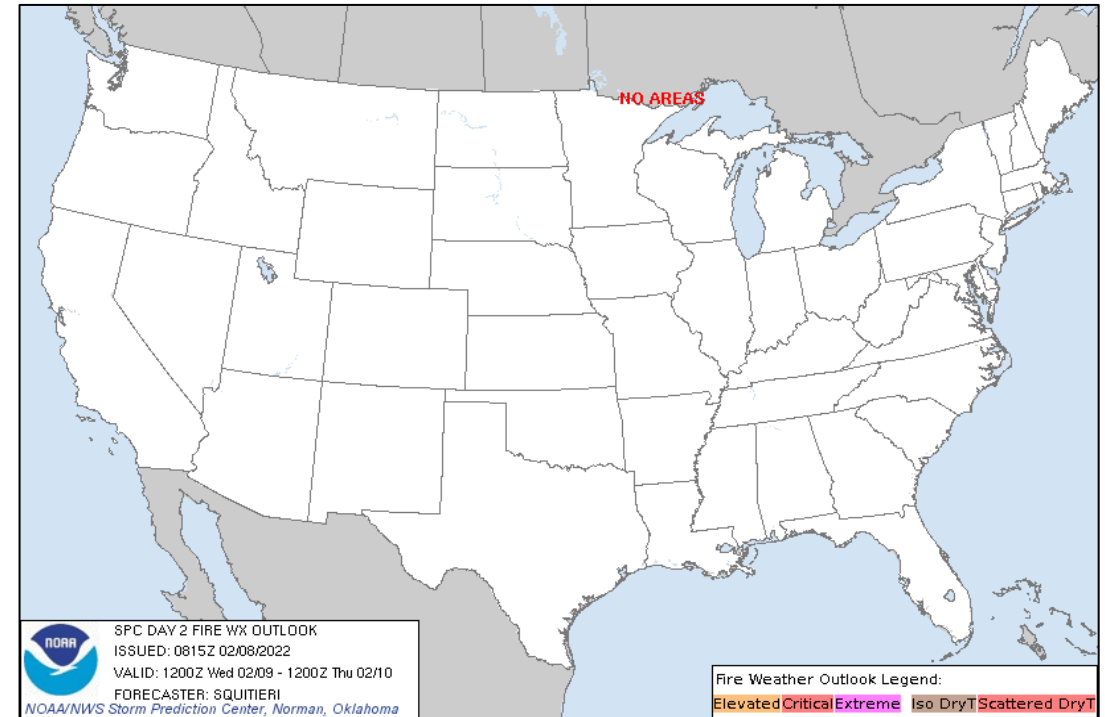 NO AREAS
NOAA
SPC DAY 2 FIRE WX OUTLOOK
ISSUED: 0815Z 02/08/2022
VALID: 1200Z Wed 02/09 - 1200Z Thu 02/10
FORECASTER: SQUITIERI
NOAA/NWS Storm Prediction Center, Norman, Oklahoma
Fire Weather Outlook Legend:
Elevated Critical Extreme Iso DryT Scattered DryT